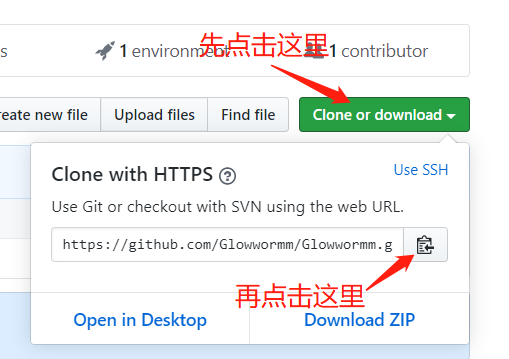 先点击这里
1 environment
1 contributor
reate new file
Upload files
Find file
Clone or download
Clone with HTTPS
Use SSH
Use Git or checkout with SVN using the web URL.
https://github.com/Glowwormm/Glowwormm.g
再点击这里
Open in Desktop
Download ZIP